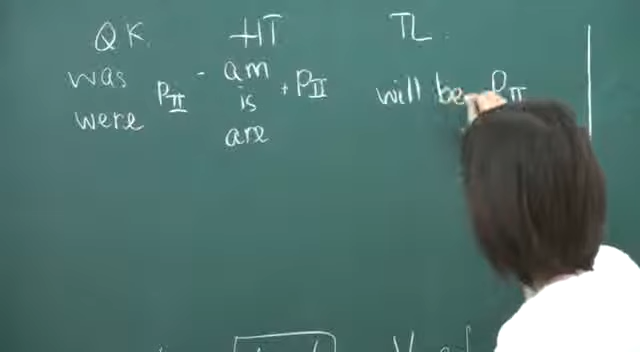 QK. HT TL.
was am
PII - is + PII will be PII
were are